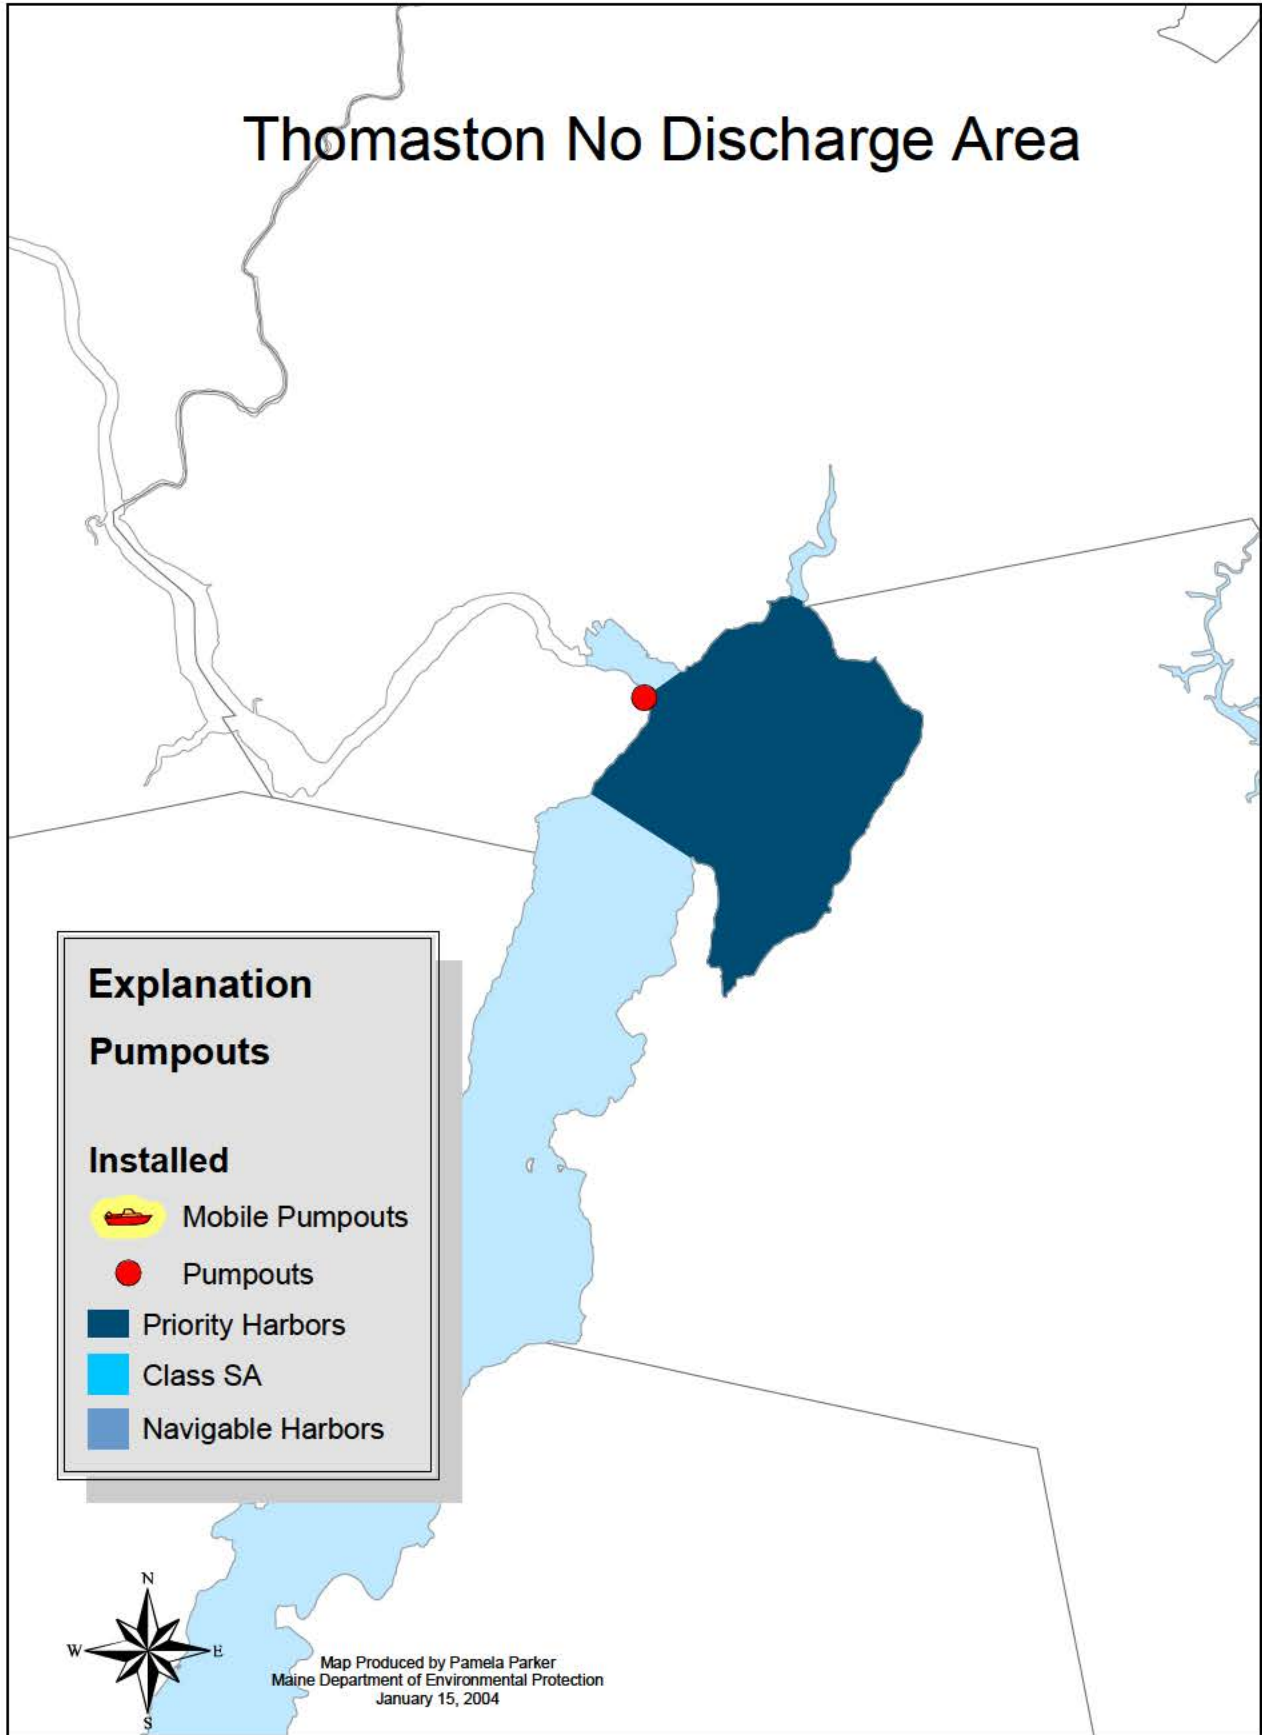 Thomaston No Discharge Area
Explanation
Pumpouts
Installed
Mobile Pumpouts
Pumpouts
Priority Harbors
Class SA
Navigable Harbors
N
W
E
S
Map Produced by Pamela Parker
Maine Department of Environmental Protection
January 15, 2004